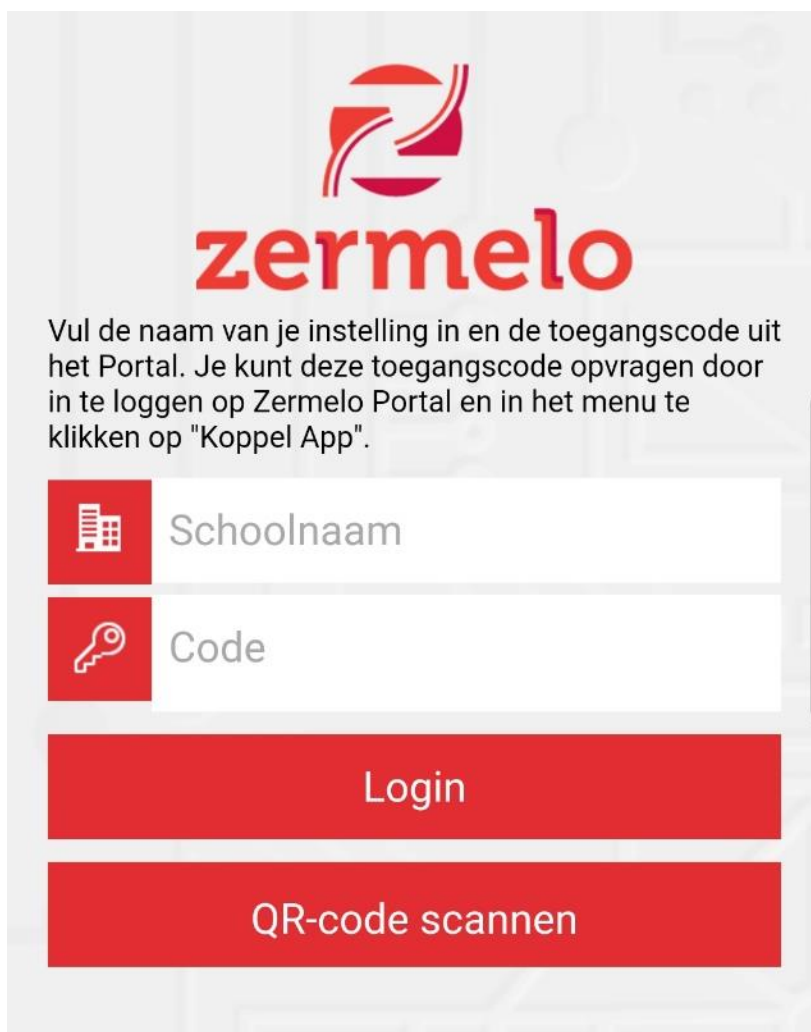 zermelo
Vul de naam van je instelling in en de toegangscode uit
het Portal. Je kunt deze toegangscode opvragen door
in te loggen op Zermelo Portal en in het menu te
klikken op "Koppel App".
Schoolnaam
Code
Login
QR-code scannen